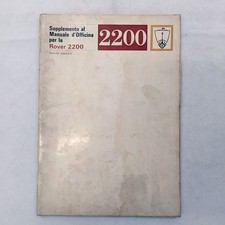 Supplemento al
Manuale d'Officina
per la
Rover 2200
2200